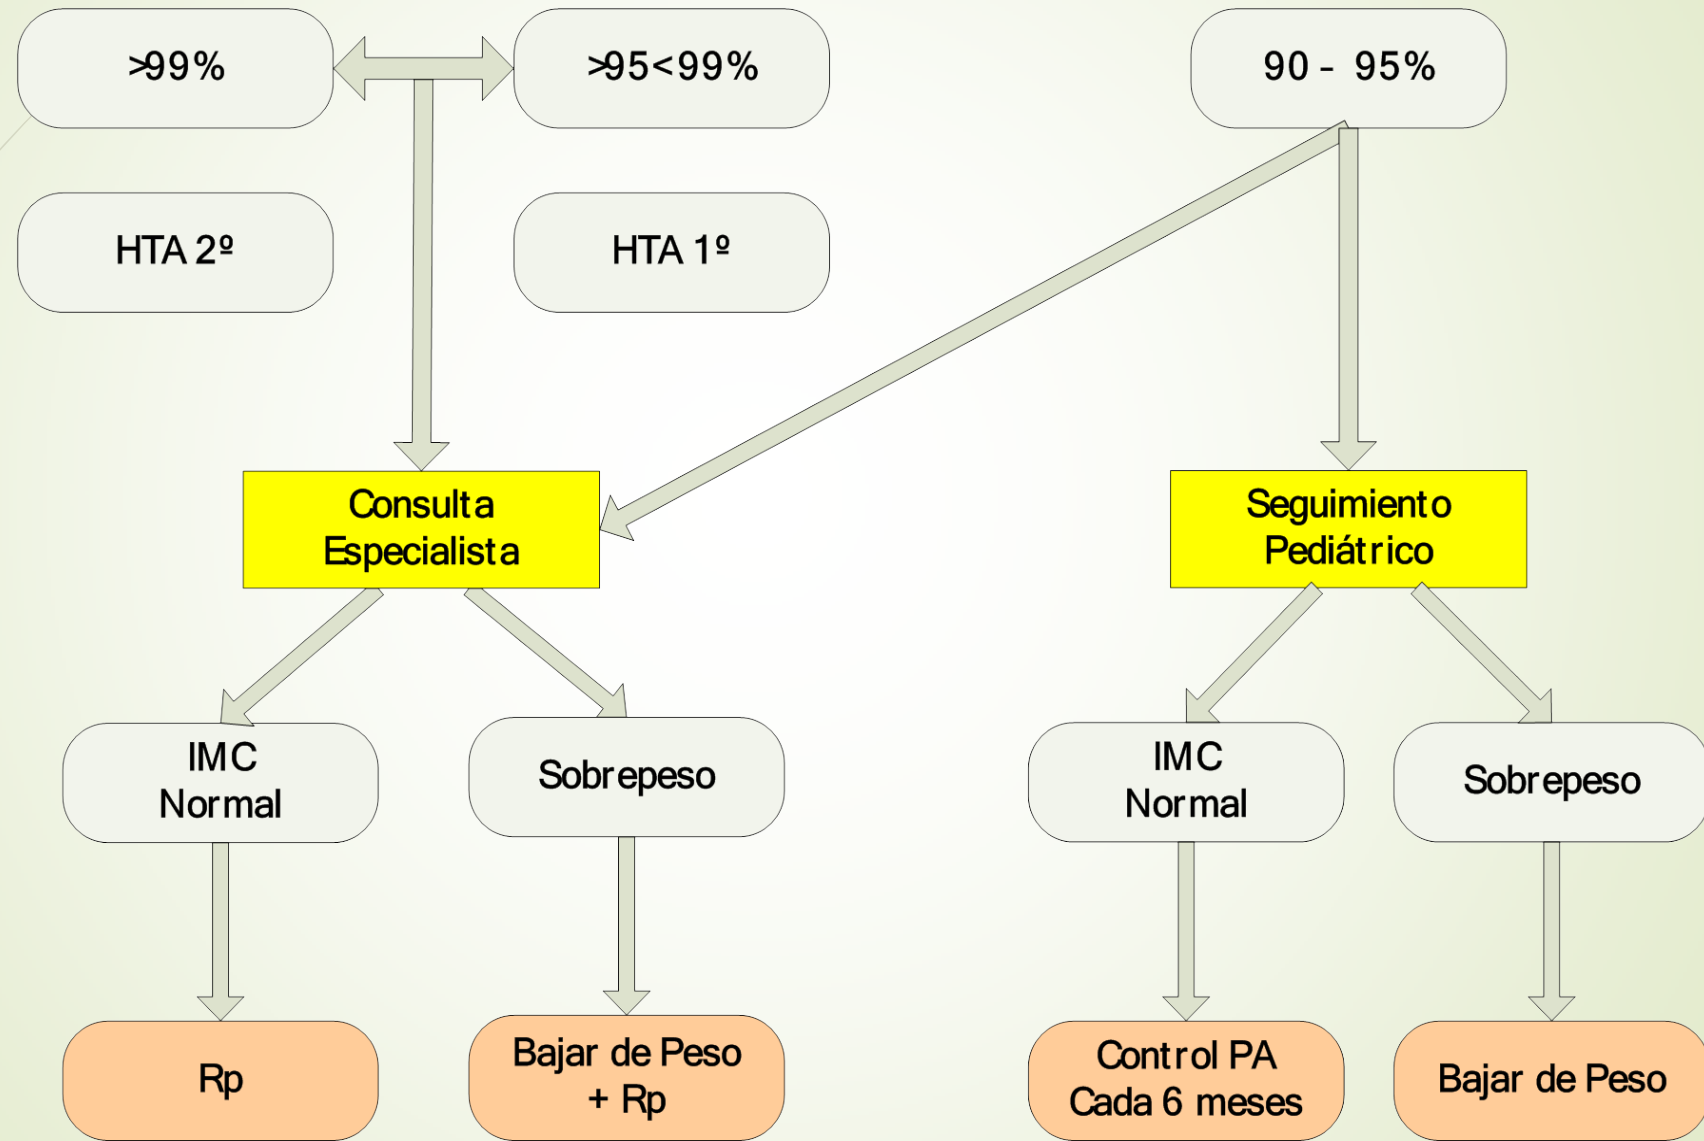 >99%
>95<99%
90 - 95%
HTA 2º
HTA 1º
Consulta
Especialista
Seguimiento
Pediátrico
IMC
Normal
Sobrepeso
IMC
Normal
Sobrepeso
Rp
Bajar de Peso
+ Rp
Control PA
Cada 6 meses
Bajar de Peso